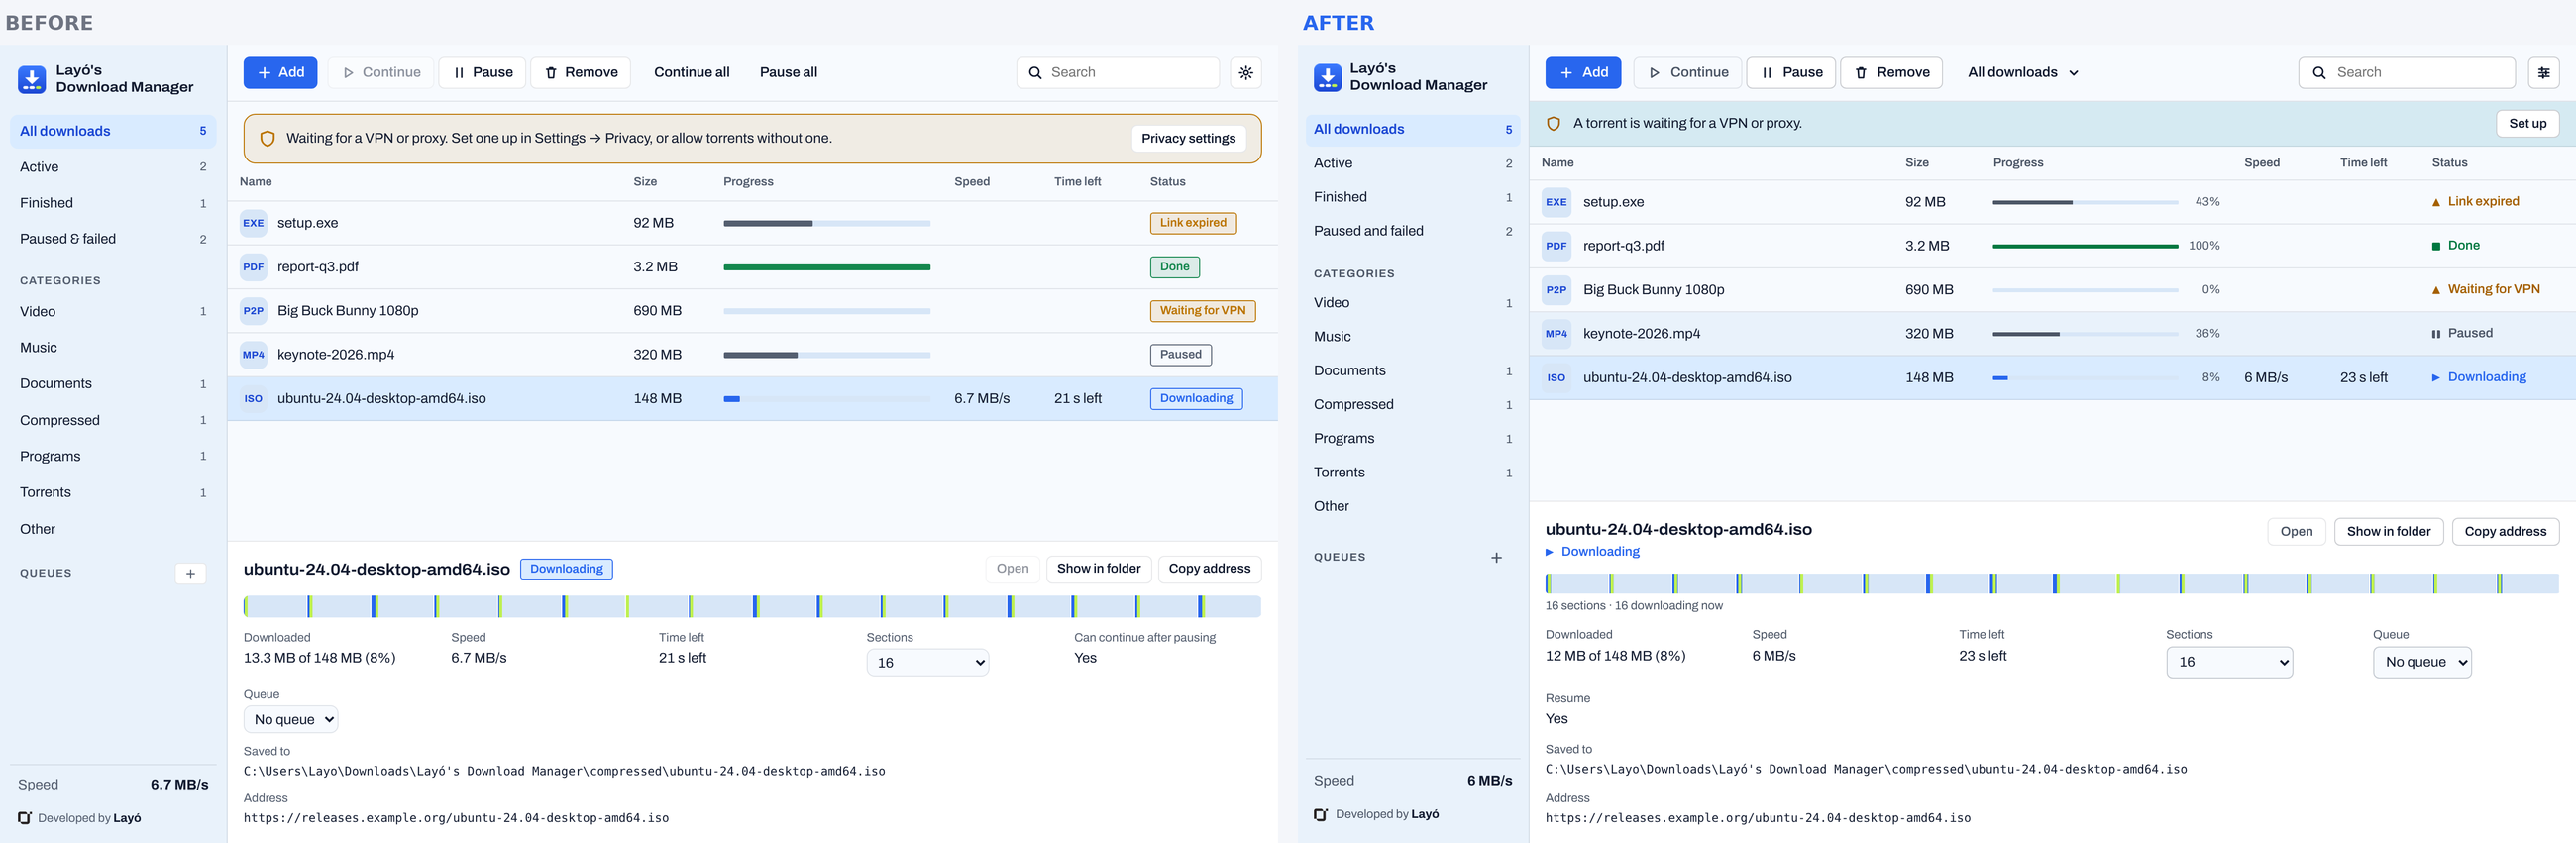 BEFORE
Layó's
Download Manager
All downloads 5
Active 2
Finished 1
Paused & failed 2
CATEGORIES
Video 1
Music
Documents 1
Compressed 1
Programs 1
Torrents 1
Other
QUEUES +
Speed 6.7 MB/s
Developed by Layó
+ Add Continue Pause Remove Continue all Pause all Search
Waiting for a VPN or proxy. Set one up in Settings → Privacy, or allow torrents without one. Privacy settings
Name Size Progress Speed Time left Status
EXE setup.exe 92 MB Link expired
PDF report-q3.pdf 3.2 MB Done
P2P Big Buck Bunny 1080p 690 MB Waiting for VPN
MP4 keynote-2026.mp4 320 MB Paused
ISO ubuntu-24.04-desktop-amd64.iso 148 MB 6.7 MB/s 21 s left Downloading
ubuntu-24.04-desktop-amd64.iso Downloading Open Show in folder Copy address
Downloaded Speed Time left Sections Can continue after pausing
13.3 MB of 148 MB (8%) 6.7 MB/s 21 s left 16 Yes
Queue
No queue
Saved to
C:\Users\Layo\Downloads\Layó's Download Manager\compressed\ubuntu-24.04-desktop-amd64.iso
Address
https://releases.example.org/ubuntu-24.04-desktop-amd64.iso
AFTER
Layó's
Download Manager
All downloads 5
Active 2
Finished 1
Paused and failed 2
CATEGORIES
Video 1
Music
Documents 1
Compressed 1
Programs 1
Torrents 1
Other
QUEUES +
Speed 6 MB/s
Developed by Layó
+ Add Continue Pause Remove All downloads Search
A torrent is waiting for a VPN or proxy. Set up
Name Size Progress Speed Time left Status
EXE setup.exe 92 MB 43% Link expired
PDF report-q3.pdf 3.2 MB 100% Done
P2P Big Buck Bunny 1080p 690 MB 0% Waiting for VPN
MP4 keynote-2026.mp4 320 MB 36% Paused
ISO ubuntu-24.04-desktop-amd64.iso 148 MB 8% 6 MB/s 23 s left Downloading
ubuntu-24.04-desktop-amd64.iso Open Show in folder Copy address
Downloading
16 sections · 16 downloading now
Downloaded Speed Time left Sections Queue
12 MB of 148 MB (8%) 6 MB/s 23 s left 16 No queue
Resume
Yes
Saved to
C:\Users\Layo\Downloads\Layó's Download Manager\compressed\ubuntu-24.04-desktop-amd64.iso
Address
https://releases.example.org/ubuntu-24.04-desktop-amd64.iso